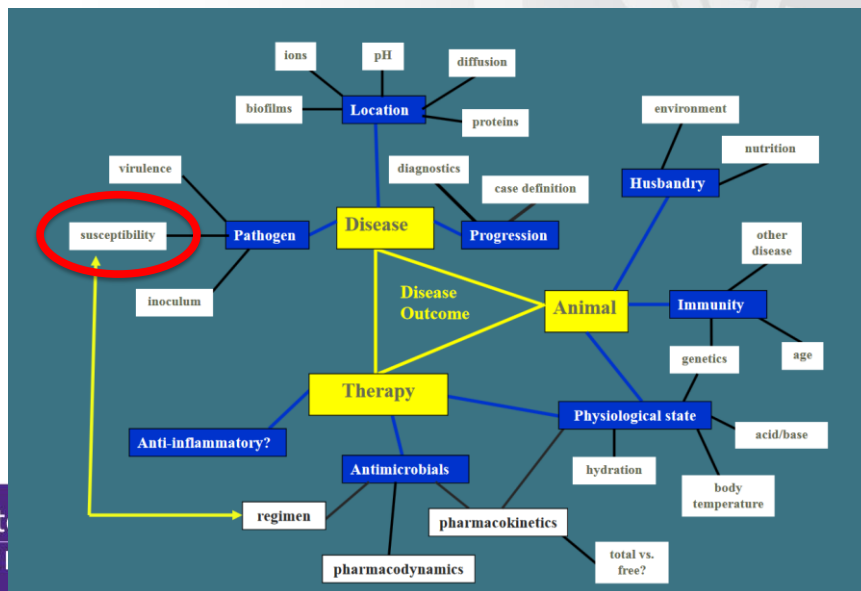 ions
pH
diffusion
biofilms
Location
proteins
environment
nutrition
Husbandry
virulence
diagnostics
case definition
susceptibility
Pathogen
Disease
Progression
other
disease
inoculum
Disease
Outcome
Animal
Immunity
genetics
age
Therapy
Physiological state
Anti-inflammatory?
acid/base
Antimicrobials
hydration
body
temperature
regimen
pharmacokinetics
pharmacodynamics
total vs.
free?